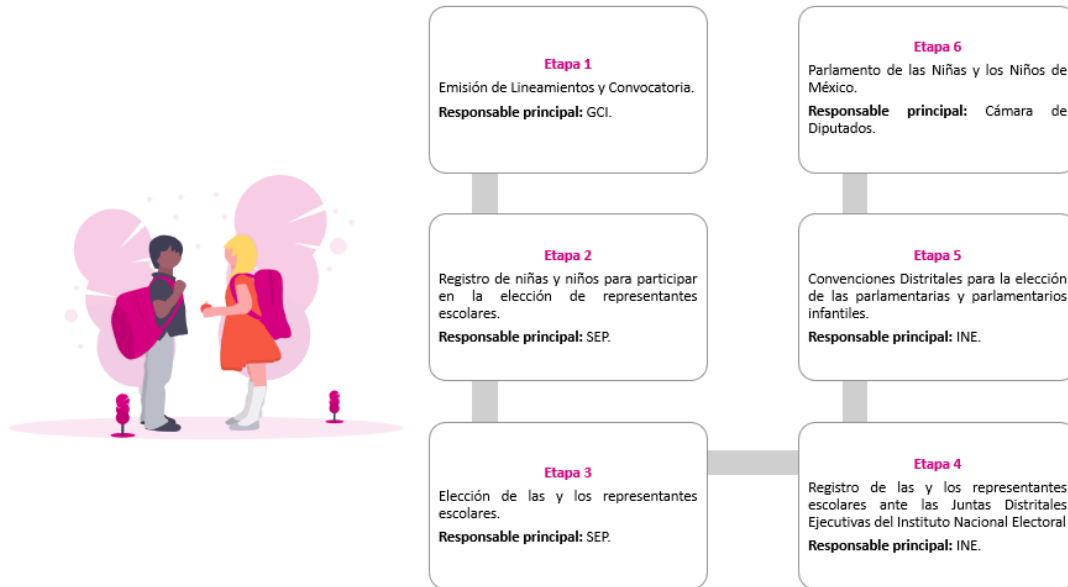 Etapa 1
Emisión de Lineamientos y Convocatoria.
Responsable principal: GCI.
Etapa 2
Registro de niñas y niños para participar
en la elección de representantes
escolares.
Responsable principal: SEP.
Etapa 3
Elección de las y los representantes
escolares.
Responsable principal: SEP.
Etapa 4
Registro de las y los representantes
escolares ante las Juntas Distritales
Ejecutivas del Instituto Nacional Electoral
Responsable principal: INE.
Etapa 5
Convenciones Distritales para la elección
de las parlamentarias y parlamentarios
infantiles.
Responsable principal: INE.
Etapa 6
Parlamento de las Niñas y los Niños de
México.
Responsable principal: Cámara de
Diputados.